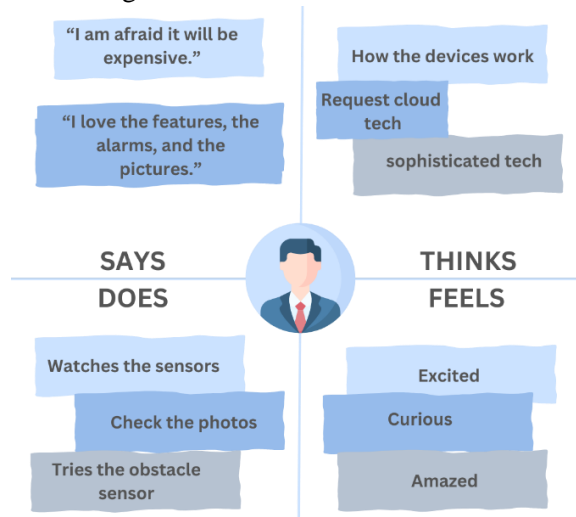 “I am afraid it will be
expensive.”
“I love the features, the
alarms, and the
pictures.”
How the devices work
Request cloud
tech
sophisticated tech
SAYS
THINKS
DOES
FEELS
Watches the sensors
Check the photos
Tries the obstacle
sensor
Excited
Curious
Amazed